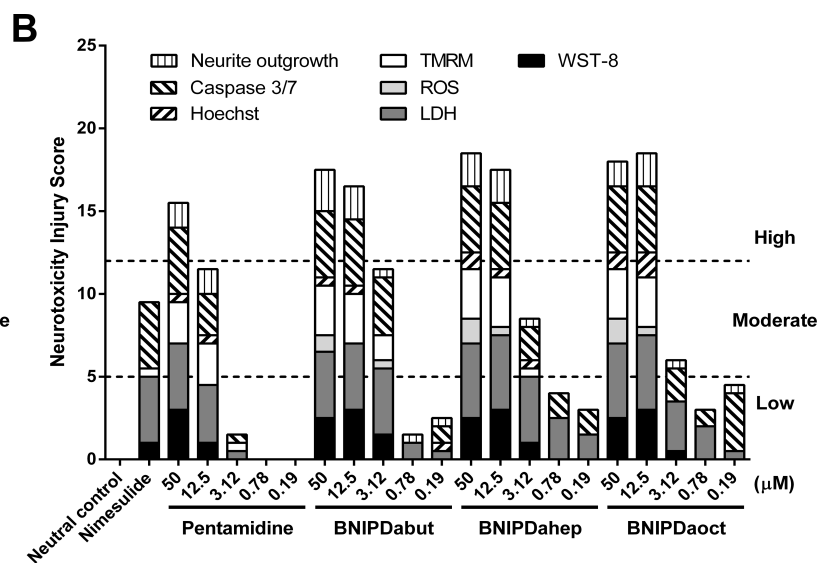 B
Neurotoxicity Injury Score
25
20
15
10
5
0
Neurite outgrowth
Caspase 3/7
Hoechst
TMRM
ROS
LDH
WST-8
High
Moderate
Low
e
Neutral control
Nimesulide
50 12.5 3.12 0.78 0.19
50 12.5 3.12 0.78 0.19
50 12.5 3.12 0.78 0.19
50 12.5 3.12 0.78 0.19
(μM)
Pentamidine
BNIPDabut
BNIPDahep
BNIPDaoct